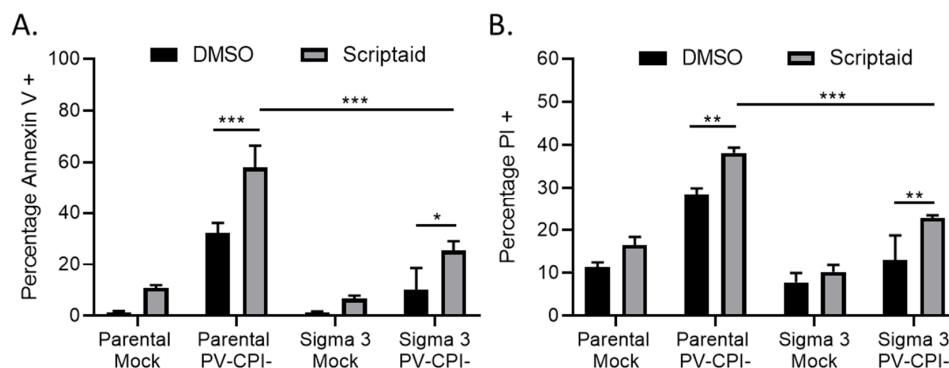 A.
DMSO Scriptaid
Percentage Annexin V +
100
80
60
40
20
0
***
***
*
Parental Mock
Parental PV-CPI-
Sigma 3 Mock
Sigma 3 PV-CPI-
B.
DMSO Scriptaid
Percentage PI +
60
50
40
30
20
10
0
**
***
**
Parental Mock
Parental PV-CPI-
Sigma 3 Mock
Sigma 3 PV-CPI-